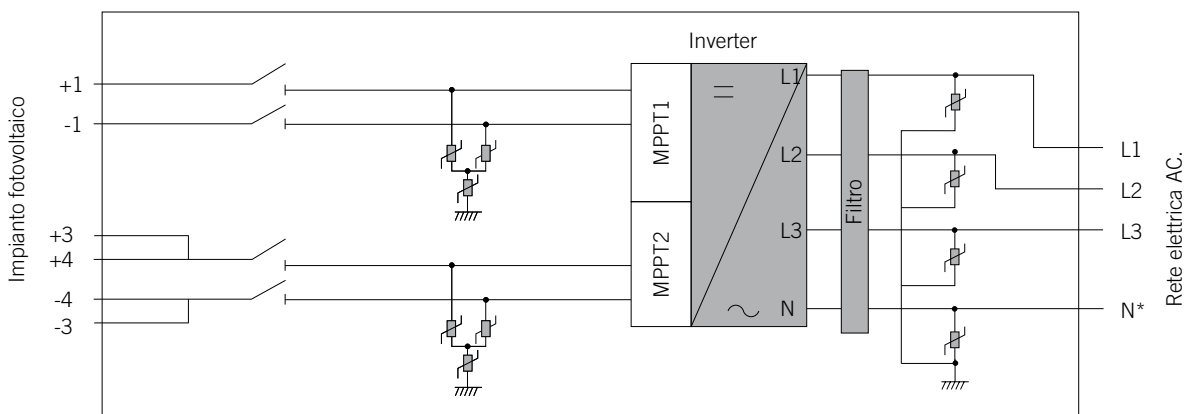 Impianto fotovoltaico
+1
-1
+3
+4
-4
-3
Inverter
MPPT1
MPPT2
L1
L2
L3
N
Filtro
L1
L2
L3
N*
Rete elettrica AC.